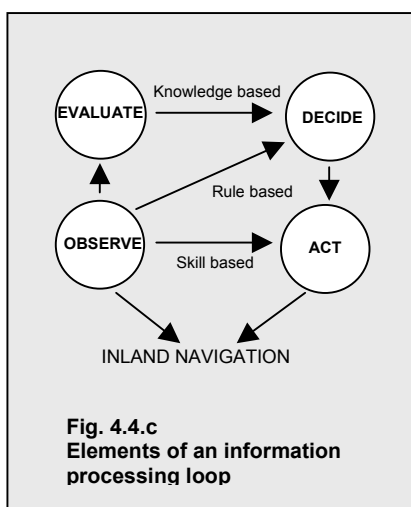 Knowledge based
EVALUATE
DECIDE
Rule based
OBSERVE
ACT
Skill based
INLAND NAVIGATION
Fig. 4.4.c
Elements of an information
processing loop